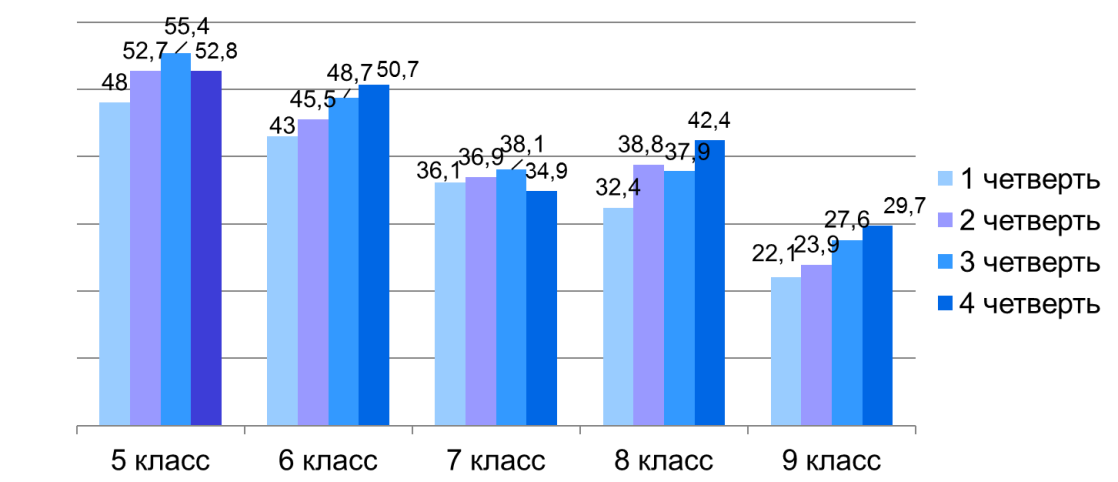 55,4
52,7
52,8
48
48,7
50,7
45,5
43
38,1
36,9
36,1
34,9
42,4
38,8
37,9
32,4
29,7
27,6
23,9
22,1
1 четверть
2 четверть
3 четверть
4 четверть
5 класс
6 класс
7 класс
8 класс
9 класс